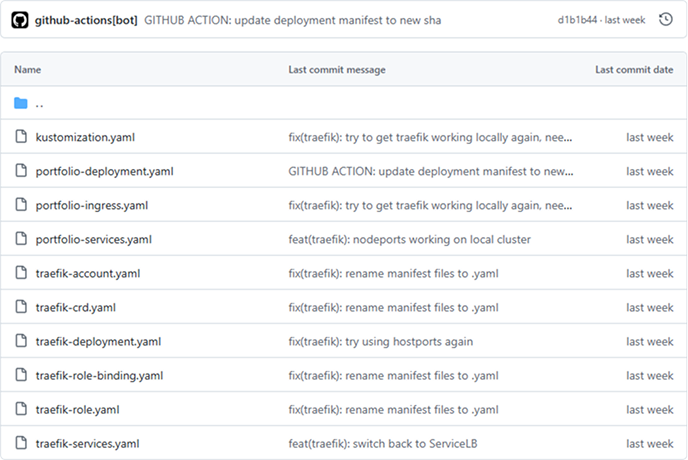 github-actions[bot] GITHUB ACTION: update deployment manifest to new sha d1b1b44 · last week
Name Last commit message Last commit date
..
kustomization.yaml fix(traefik): try to get traefik working locally again, nee... last week
portfolio-deployment.yaml GITHUB ACTION: update deployment manifest to new... last week
portfolio-ingress.yaml fix(traefik): try to get traefik working locally again, nee... last week
portfolio-services.yaml feat(traefik): nodeports working on local cluster last week
traefik-account.yaml fix(traefik): rename manifest files to .yaml last week
traefik-crd.yaml fix(traefik): rename manifest files to .yaml last week
traefik-deployment.yaml fix(traefik): try using hostports again last week
traefik-role-binding.yaml fix(traefik): rename manifest files to .yaml last week
traefik-role.yaml fix(traefik): rename manifest files to .yaml last week
traefik-services.yaml feat(traefik): switch back to ServiceLB last week